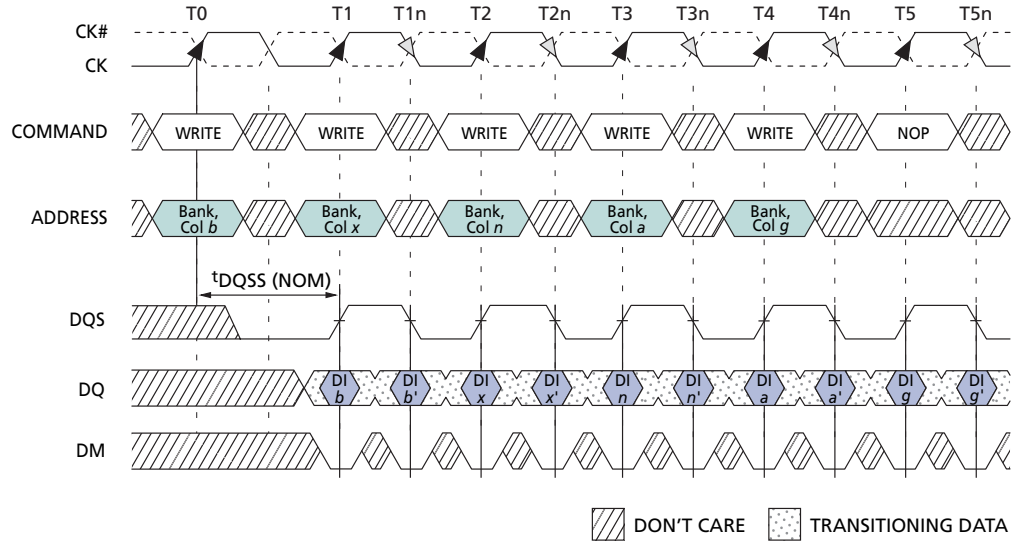 T0 T1 T1n T2 T2n T3 T3n T4 T4n T5 T5n
CK#
CK
COMMAND WRITE WRITE WRITE WRITE WRITE NOP
ADDRESS
Bank, Bank, Bank, Bank, Bank,
Col b Col x Col n Col a Col g
tDQSS (NOM)
DQS
DQ
DI DI DI DI DI DI DI DI DI DI
b b' x x' n n' a a' g g'
DM
DON'T CARE TRANSITIONING DATA